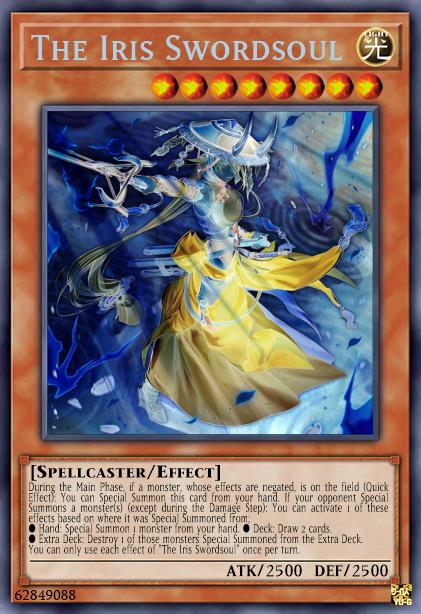 The Iris Swordsoul
LIGHT
光
[Spellcaster/Effect]
During the Main Phase, if a monster, whose effects are negated, is on the field (Quick
Effect): You can Special Summon this card from your hand. If your opponent Special
Summons a monster(s) (except during the Damage Step): You can activate 1 of these
effects based on where it was Special Summoned from;
● Hand: Special Summon 1 monster from your hand. ● Deck: Draw 2 cards.
● Extra Deck: Destroy 1 of those monsters Special Summoned from the Extra Deck.
You can only use each effect of "The Iris Swordsoul" once per turn.
ATK/2500 DEF/2500
62849088